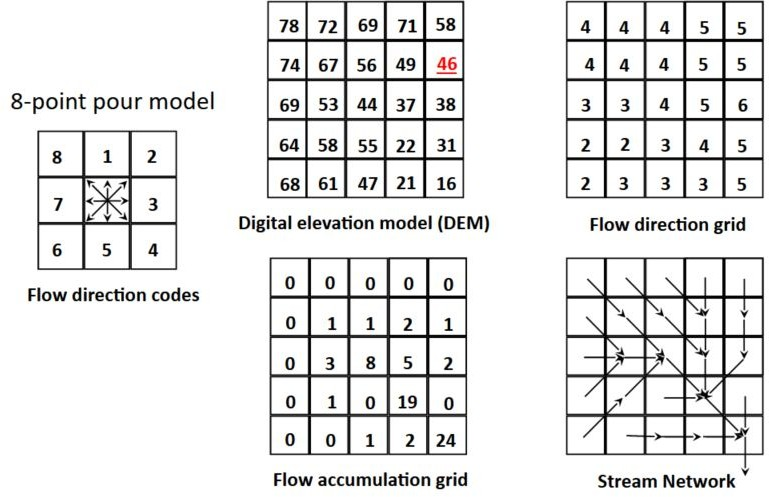 78 72 69 71 58
74 67 56 49 46
69 53 44 37 38
64 58 55 22 31
68 61 47 21 16
Digital elevation model (DEM)
4 4 4 5 5
4 4 4 5 5
3 3 4 5 6
2 2 3 4 5
2 3 3 3 5
Flow direction grid
8-point pour model
8 1 2
7 3
6 5 4
Flow direction codes
0 0 0 0 0
0 1 1 2 1
0 3 8 5 2
0 1 0 19 0
0 0 1 2 24
Flow accumulation grid
Stream Network